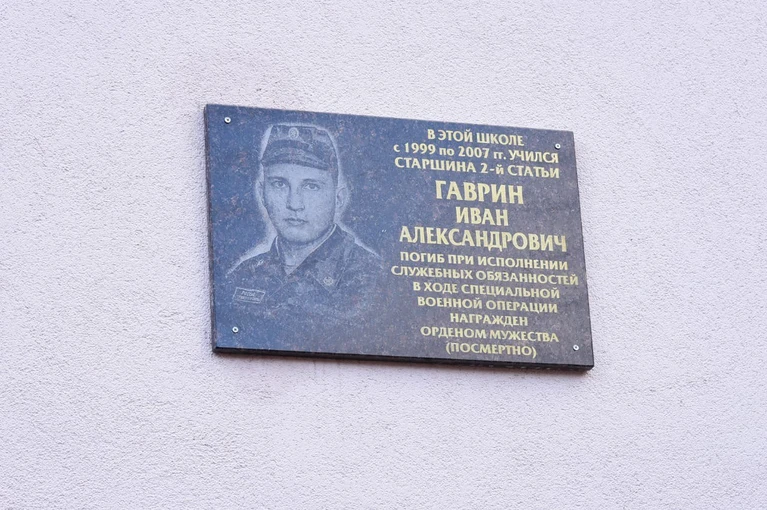 В ЭТОЙ ШКОЛЕ
с 1999 по 2007 гг. УЧИЛСЯ
СТАРШИНА 2-й СТАТЬИ
ГАВРИН
ИВАН
АЛЕКСАНДРОВИЧ
ПОГИБ ПРИ ИСПОЛНЕНИИ
СЛУЖЕБНЫХ ОБЯЗАННОСТЕЙ
В ХОДЕ СПЕЦИАЛЬНОЙ
ВОЕННОЙ ОПЕРАЦИИ
НАГРАЖДЕН
ОРДЕНОМ МУЖЕСТВА
(ПОСМЕРТНО)